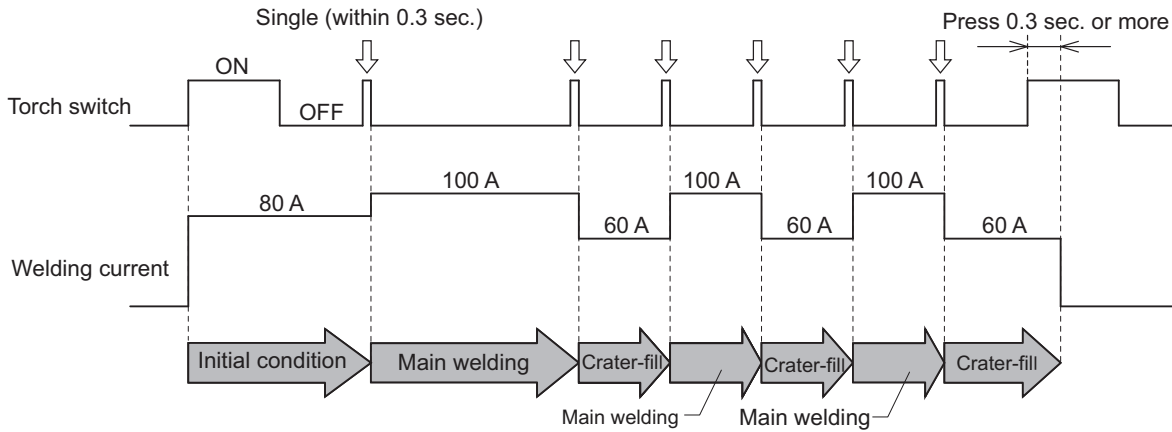 Single (within 0.3 sec.)
Press 0.3 sec. or more
ON
Torch switch
OFF
100 A
100 A
100 A
80 A
60 A
60 A
60 A
Welding current
Initial condition
Main welding
Crater-fill
Crater-fill
Crater-fill
Main welding
Main welding